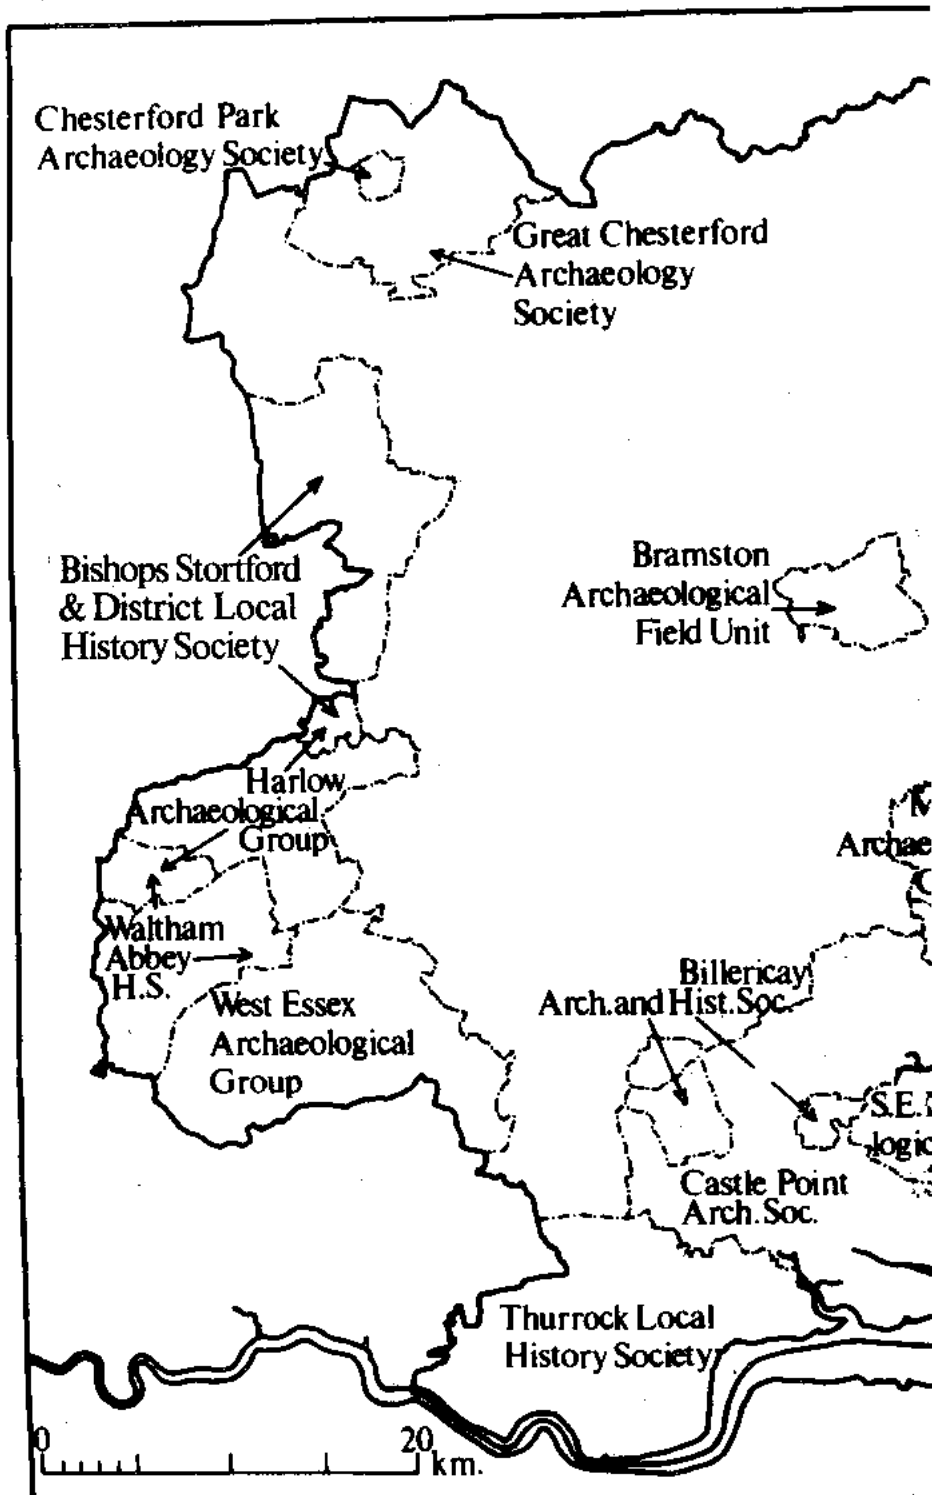 Chesterford Park
Archaeology Society
Great Chesterford
Archaeology
Society
Bishops Stortford
& District Local
History Society
Bramston
Archaeological
Field Unit
Harlow
Archaeological
Group
Waltham
Abbey
H.S.
West Essex
Archaeological
Group
Billericay
Arch. and Hist. Soc.
S.E.
Castle Point
Arch. Soc.
Thurrock Local
History Society
0 20
km.